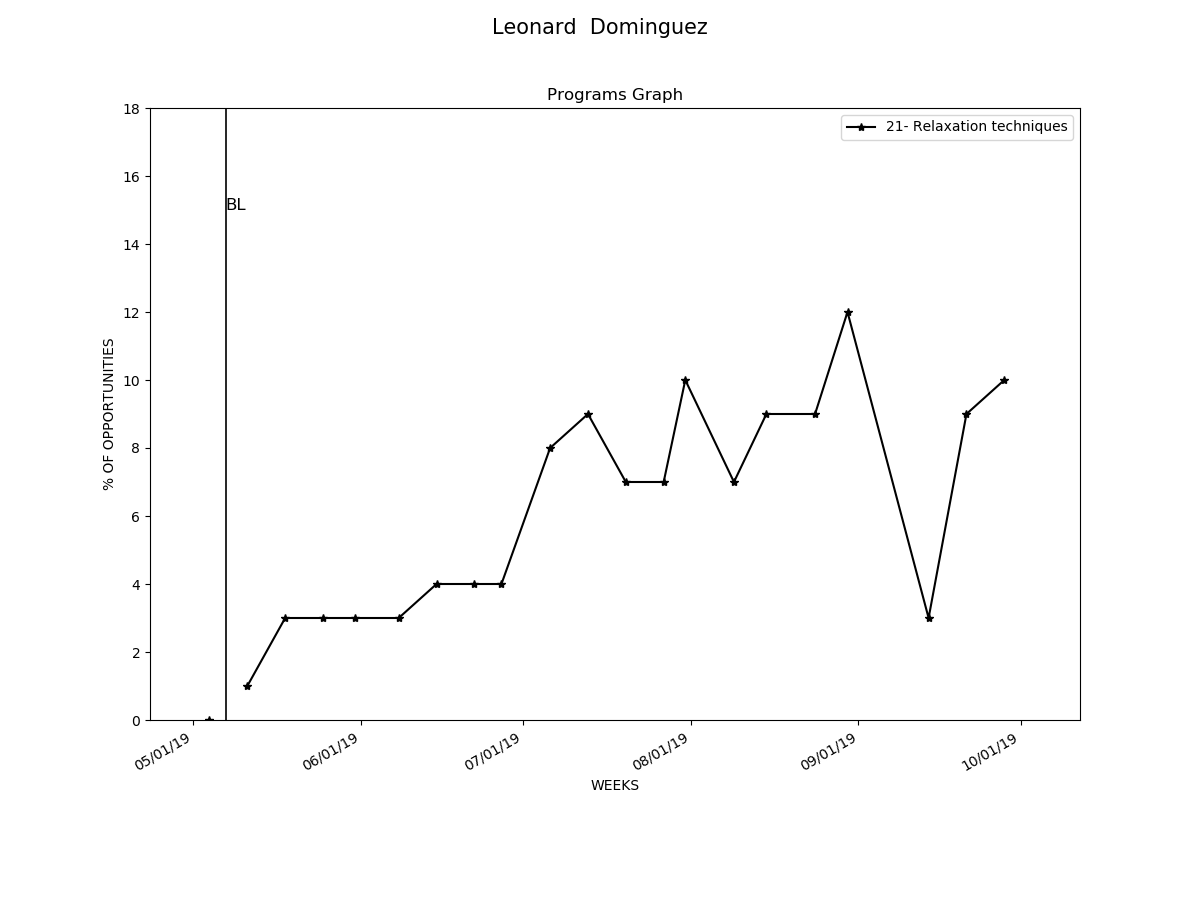 Leonard  Dominguez
Programs Graph
21- Relaxation techniques
BL
% OF OPPORTUNITIES
18
16
14
12
10
8
6
4
2
0
05/01/19
06/01/19
07/01/19
08/01/19
09/01/19
10/01/19
WEEKS